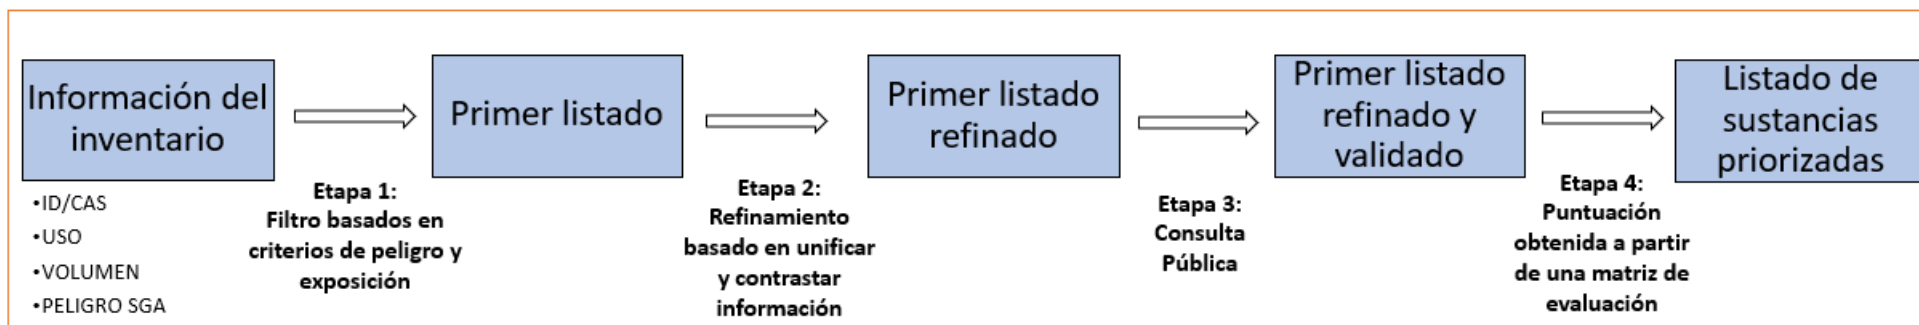 Información del
inventario
•ID/CAS
•USO
•VOLUMEN
•PELIGRO SGA
Etapa 1:
Filtro basados en
criterios de peligro y
exposición
Primer listado
Etapa 2:
Refinamiento
basado en unificar
y contrastar
información
Primer listado
refinado
Etapa 3:
Consulta
Pública
Primer listado
refinado y
validado
Etapa 4:
Puntuación
obtenida a partir
de una matriz de
evaluación
Listado de
sustancias
priorizadas